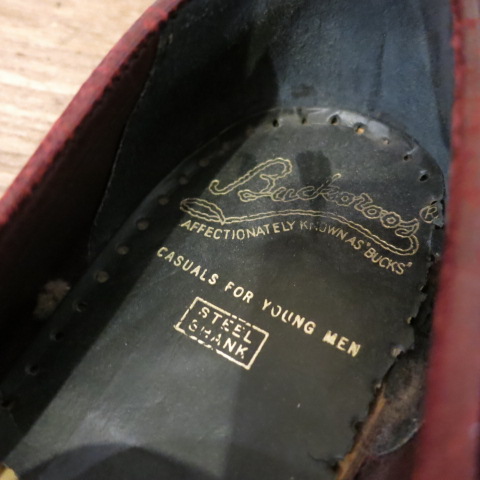 Buckaroos®
AFFECTIONATELY KNOWN AS "BUCKS"
CASUALS FOR YOUNG MEN
STEEL
SHANK